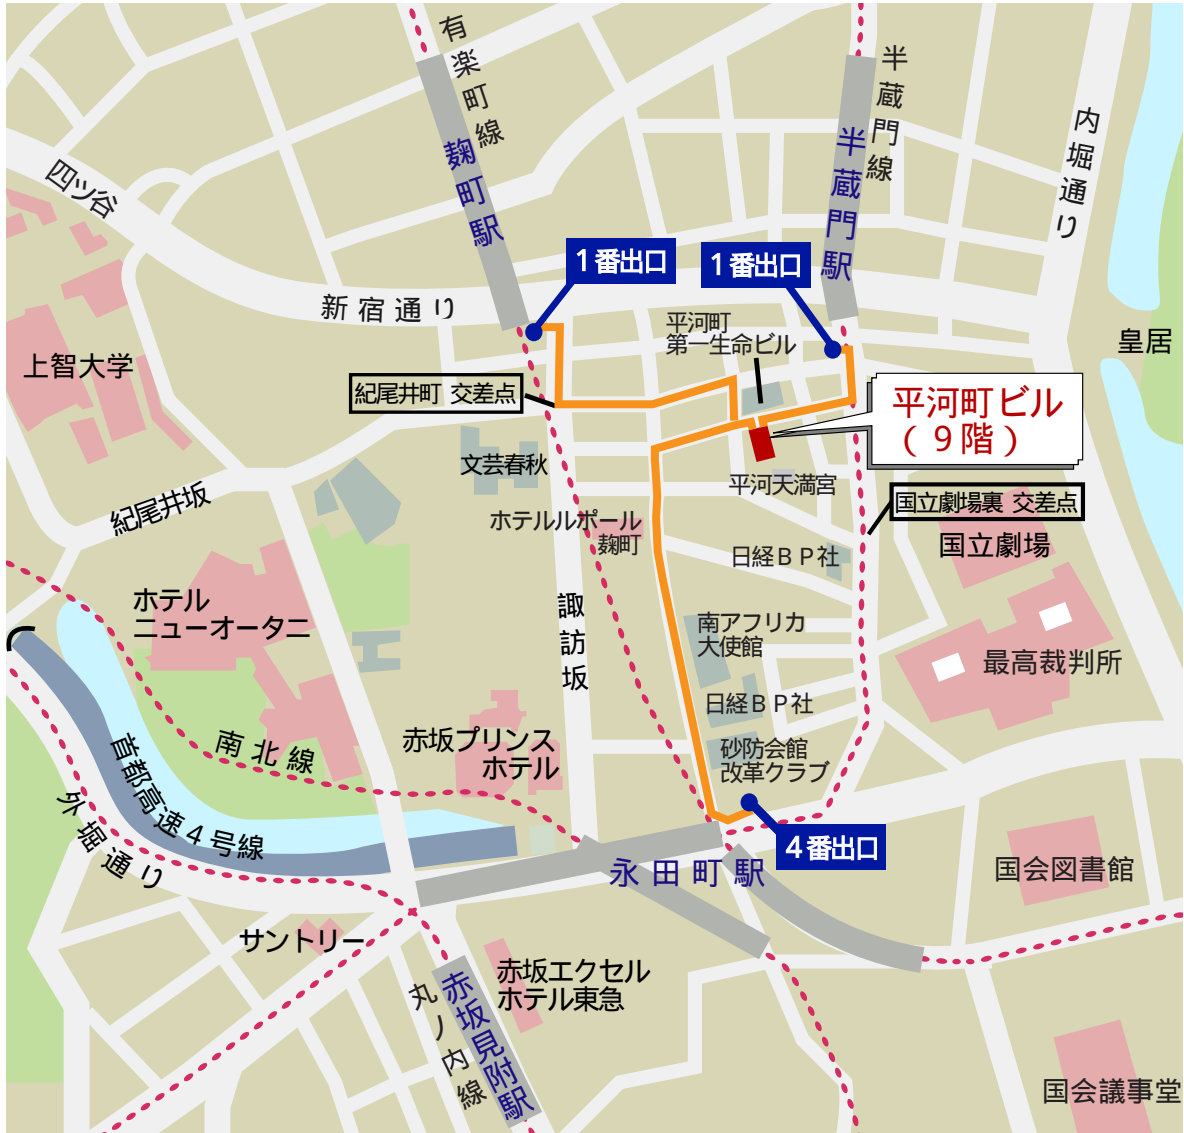 有楽町線
麹町駅
半蔵門線
半蔵門駅
内堀通り
四ツ谷
1番出口
1番出口
新宿通り
平河町
第一生命ビル
皇居
上智大学
紀尾井町 交差点
平河町ビル
（９階）
文芸春秋
平河天満宮
国立劇場裏 交差点
紀尾井坂
ホテルルポール
麹町
国立劇場
日経ＢＰ社
ホテル
ニューオータニ
諏訪坂
南アフリカ
大使館
最高裁判所
日経ＢＰ社
南北線
赤坂プリンス
ホテル
砂防会館
改革クラブ
首都高速４号線
外堀通り
4番出口
永田町駅
国会図書館
サントリー
赤坂エクセル
ホテル東急
丸ノ内線
赤坂見附駅
国会議事堂